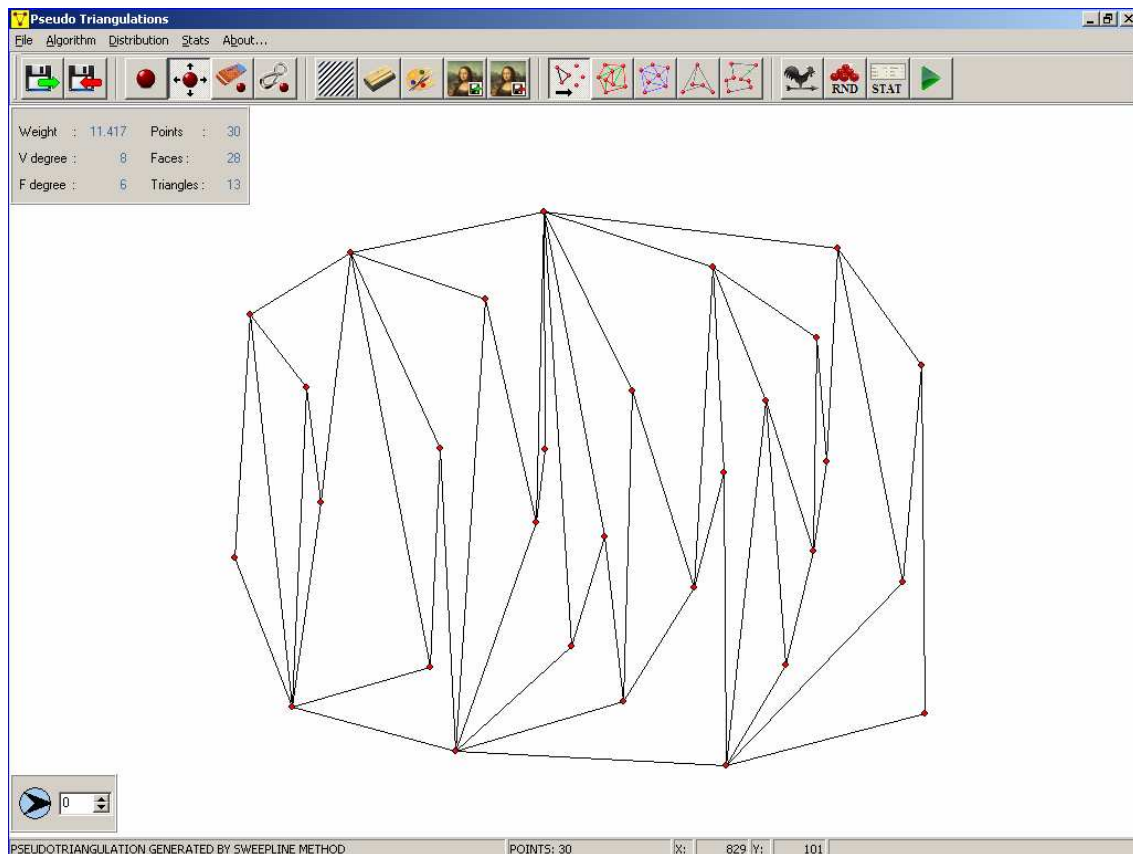 Pseudo Triangulations
File Algorithm Distribution Stats About...
RND STAT
Weight : 11.417 Points : 30
V degree : 8 Faces : 28
F degree : 6 Triangles : 13
0
PSEUDOTRIANGULATION GENERATED BY SWEEPLINE METHOD POINTS: 30 X: 829 Y: 101